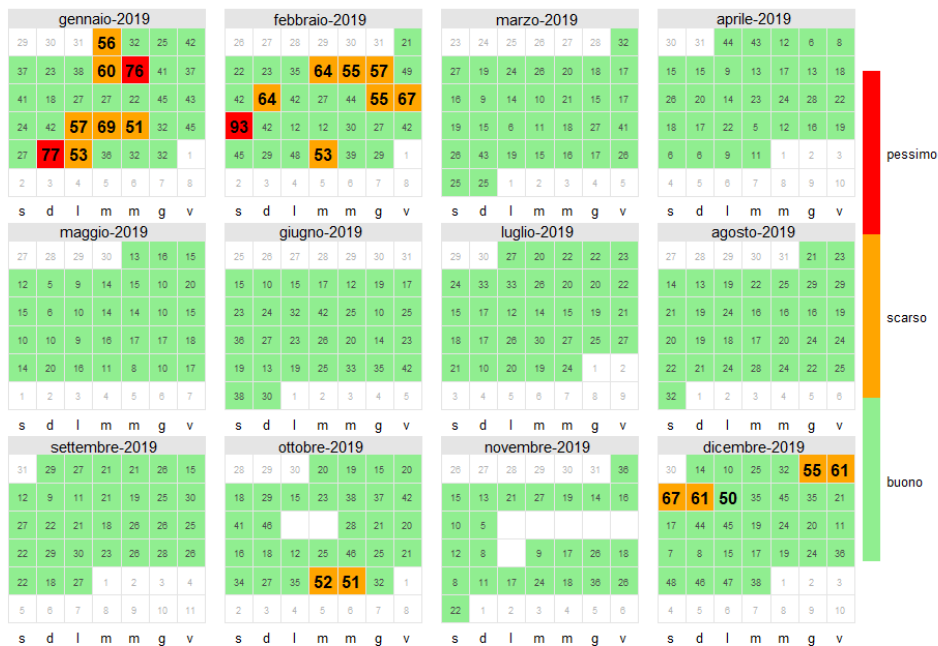 gennaio-2019
29 30 31 56 32 25 42
37 23 38 60 76 41 37
41 18 27 27 22 45 43
24 42 57 69 51 32 45
27 77 53 36 32 32 1
2 3 4 5 6 7 8
s d l m m g v
febbraio-2019
26 27 28 29 30 31 21
22 23 35 64 55 57 49
42 64 42 27 44 55 67
93 42 12 12 30 27 42
45 29 48 53 39 29 1
2 3 4 5 6 7 8
s d l m m g v
marzo-2019
23 24 25 26 27 28 32
27 19 24 26 20 18 17
16 9 14 10 21 15 17
19 15 6 11 18 27 41
26 43 19 15 16 17 26
25 25 1 2 3 4 5
s d l m m g v
aprile-2019
30 31 44 43 12 6 8
15 15 9 13 17 13 18
26 20 14 23 24 28 22
18 17 22 5 12 16 19
6 6 9 11 1 2 3
4 5 6 7 8 9 10
s d l m m g v
maggio-2019
27 28 29 30 13 16 15
12 5 9 14 15 10 20
15 6 10 14 14 15 14
10 10 9 16 17 17 18
14 20 16 11 8 10 17
1 2 3 4 5 6 7
s d l m m g v
giugno-2019
25 26 27 28 29 30 31
15 10 9 12 15 19 17
23 24 32 42 25 10 25
36 27 23 26 20 14 23
19 13 19 25 33 35 42
38 30 1 2 3 4 5
s d l m m g v
luglio-2019
29 30 27 20 22 22 23
24 33 33 26 20 20 22
15 17 12 14 15 19 21
18 17 26 30 27 25 27
21 10 20 19 24 1 2
3 4 5 6 7 8 9
s d l m m g v
agosto-2019
27 28 29 30 31 21 23
20 14 22 23 25 29 29
24 21 14 16 16 16 19
20 17 19 21 20 19 20
22 21 24 28 24 22 25
32 1 2 3 4 5 6
s d l m m g v
settembre-2019
31 29 27 21 21 26 15
12 9 11 21 19 25 30
27 22 21 18 25 26 26
22 29 30 23 26 28 26
22 18 27 1 2 3 4
5 6 7 8 9 10 11
s d l m m g v
ottobre-2019
28 29 30 20 19 15 20
21 29 15 23 38 37 42
41 46 28 21 20
16 18 12 25 46 25 21
34 27 35 52 51 32 1
2 3 4 5 6 7 8
s d l m m g v
novembre-2019
26 27 28 29 30 31 36
15 13 21 27 19 14 16
10 5
12 8 9 17 26 18
8 11 17 24 18 36 26
22 1 2 3 4 5 6
s d l m m g v
dicembre-2019
30 14 10 25 32 55 61
67 61 50 35 45 35 21
17 44 45 19 24 20 11
7 8 15 17 19 24 36
48 46 47 38 1 2 3
4 5 6 7 8 9 10
s d l m m g v
pessimo
scarso
buono